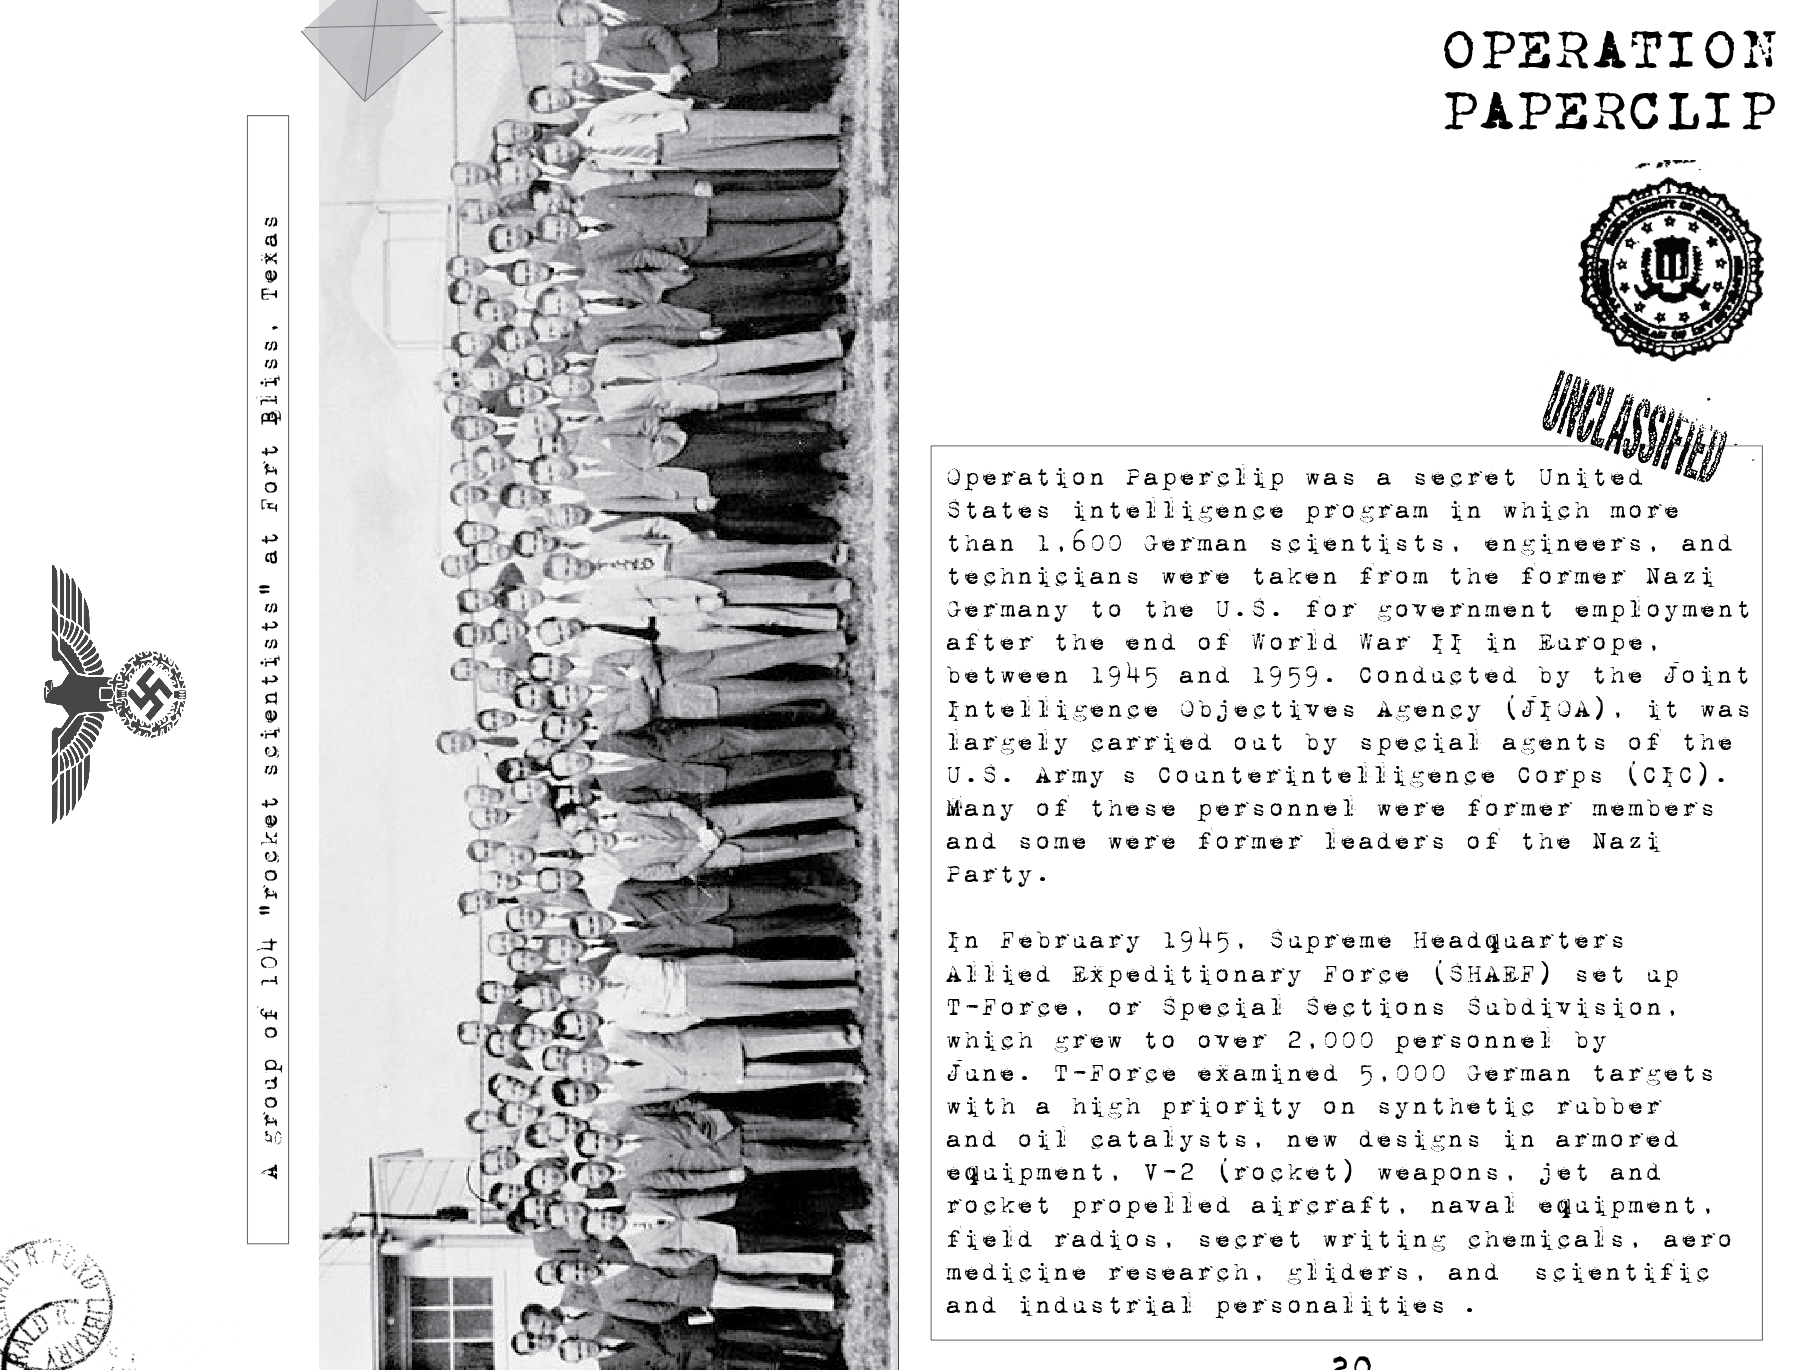 OPERATION
PAPERCLIP
UNCLASSIFIED
A group of 104 "rocket scientists" at Fort Bliss, Texas
Operation Paperclip was a secret United
States intelligence program in which more
than 1,600 German scientists, engineers, and
technicians were taken from the former Nazi
Germany to the U.S. for government employment
after the end of World War II in Europe,
between 1945 and 1959. Conducted by the Joint
Intelligence Objectives Agency (JIOA), it was
largely carried out by special agents of the
U.S. Army s Counterintelligence Corps (CIC).
Many of these personnel were former members
and some were former leaders of the Nazi
Party.
In February 1945, Supreme Headquarters
Allied Expeditionary Force (SHAEF) set up
T-Force, or Special Sections Subdivision,
which grew to over 2,000 personnel by
June. T-Force examined 5,000 German targets
with a high priority on synthetic rubber
and oil catalysts, new designs in armored
equipment, V-2 (rocket) weapons, jet and
rocket propelled aircraft, naval equipment,
field radios, secret writing chemicals, aero
medicine research, gliders, and scientific
and industrial personalities .
RALD R. FORD LIBRARY
RALD R.
20